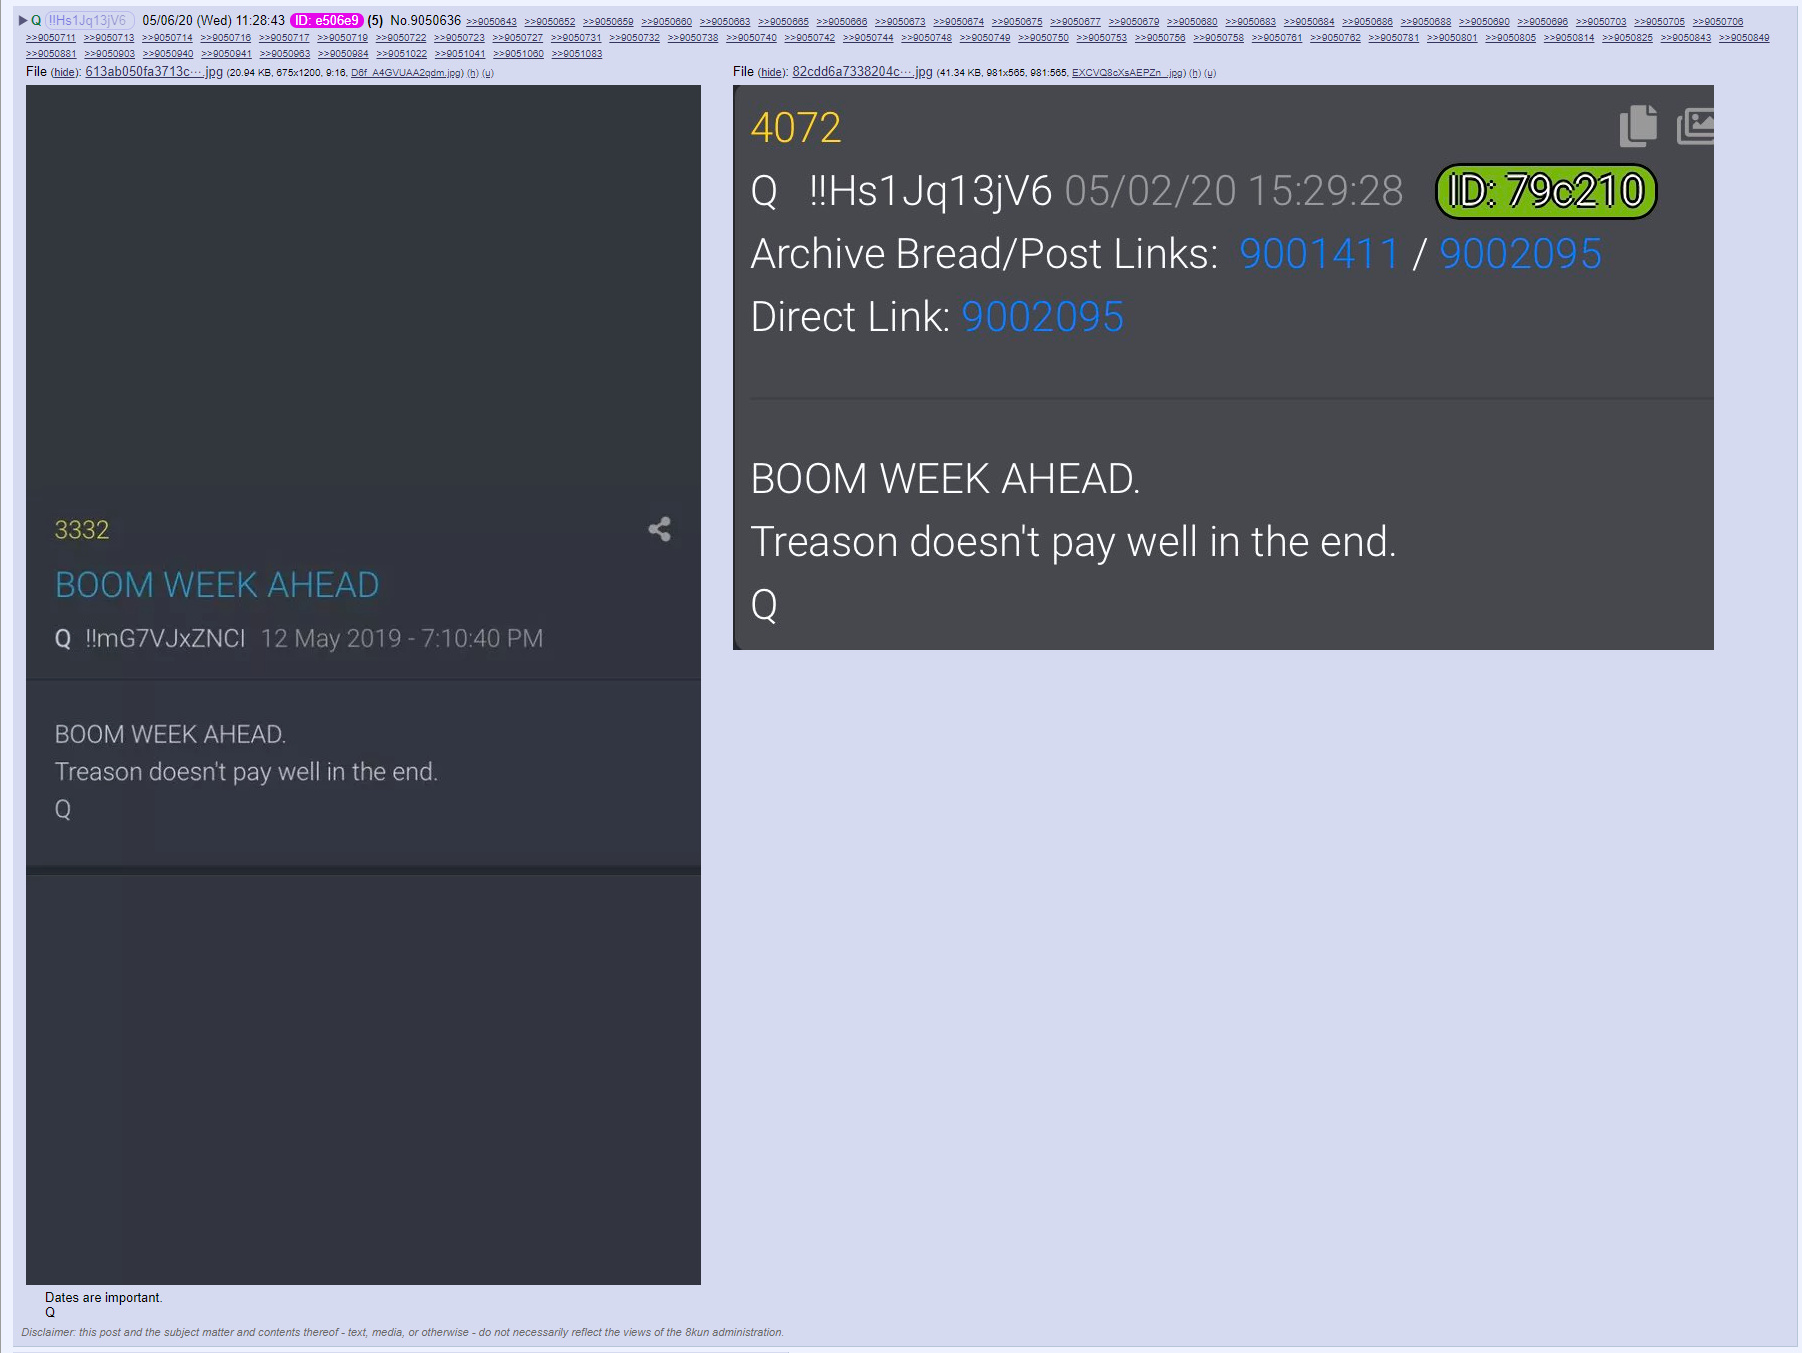 ▶ Q !!Hs1Jq13jV6 05/06/20 (Wed) 11:28:43 ID: e506e9 (5) No.9050636 >>9050643 >>9050652 >>9050659 >>9050660 >>9050663 >>9050665 >>9050666 >>9050673 >>9050674 >>9050675 >>9050677 >>9050679 >>9050680 >>9050683 >>9050684 >>9050686 >>9050688 >>9050690 >>9050696 >>9050703 >>9050705 >>9050706
>>9050711 >>9050713 >>9050714 >>9050716 >>9050717 >>9050719 >>9050722 >>9050723 >>9050727 >>9050731 >>9050732 >>9050738 >>9050740 >>9050742 >>9050744 >>9050748 >>9050749 >>9050750 >>9050753 >>9050756 >>9050758 >>9050761 >>9050762 >>9050781 >>9050801 >>9050805 >>9050814 >>9050825 >>9050843 >>9050849
>>9050881 >>9050903 >>9050940 >>9050941 >>9050963 >>9050984 >>9051022 >>9051041 >>9051060 >>9051083
File (hide): 613ab050fa3713c⋯.jpg (20.94 KB, 675x1200, 9:16, D6f_A4GVUAA2qdm.jpg) (h) (u)
3332
BOOM WEEK AHEAD
Q !!mG7VJxZNCI 12 May 2019 - 7:10:40 PM
BOOM WEEK AHEAD.
Treason doesn't pay well in the end.
Q
File (hide): 82cdd6a7338204c⋯.jpg (41.34 KB, 981x565, 981:565, EXCVQ8cXsAEPZn_.jpg) (h) (u)
4072
Q !!Hs1Jq13jV6 05/02/20 15:29:28 ID: 79c210
Archive Bread/Post Links: 9001411 / 9002095
Direct Link: 9002095
BOOM WEEK AHEAD.
Treason doesn't pay well in the end.
Q
Dates are important.
Q
Disclaimer: this post and the subject matter and contents thereof - text, media, or otherwise - do not necessarily reflect the views of the 8kun administration.